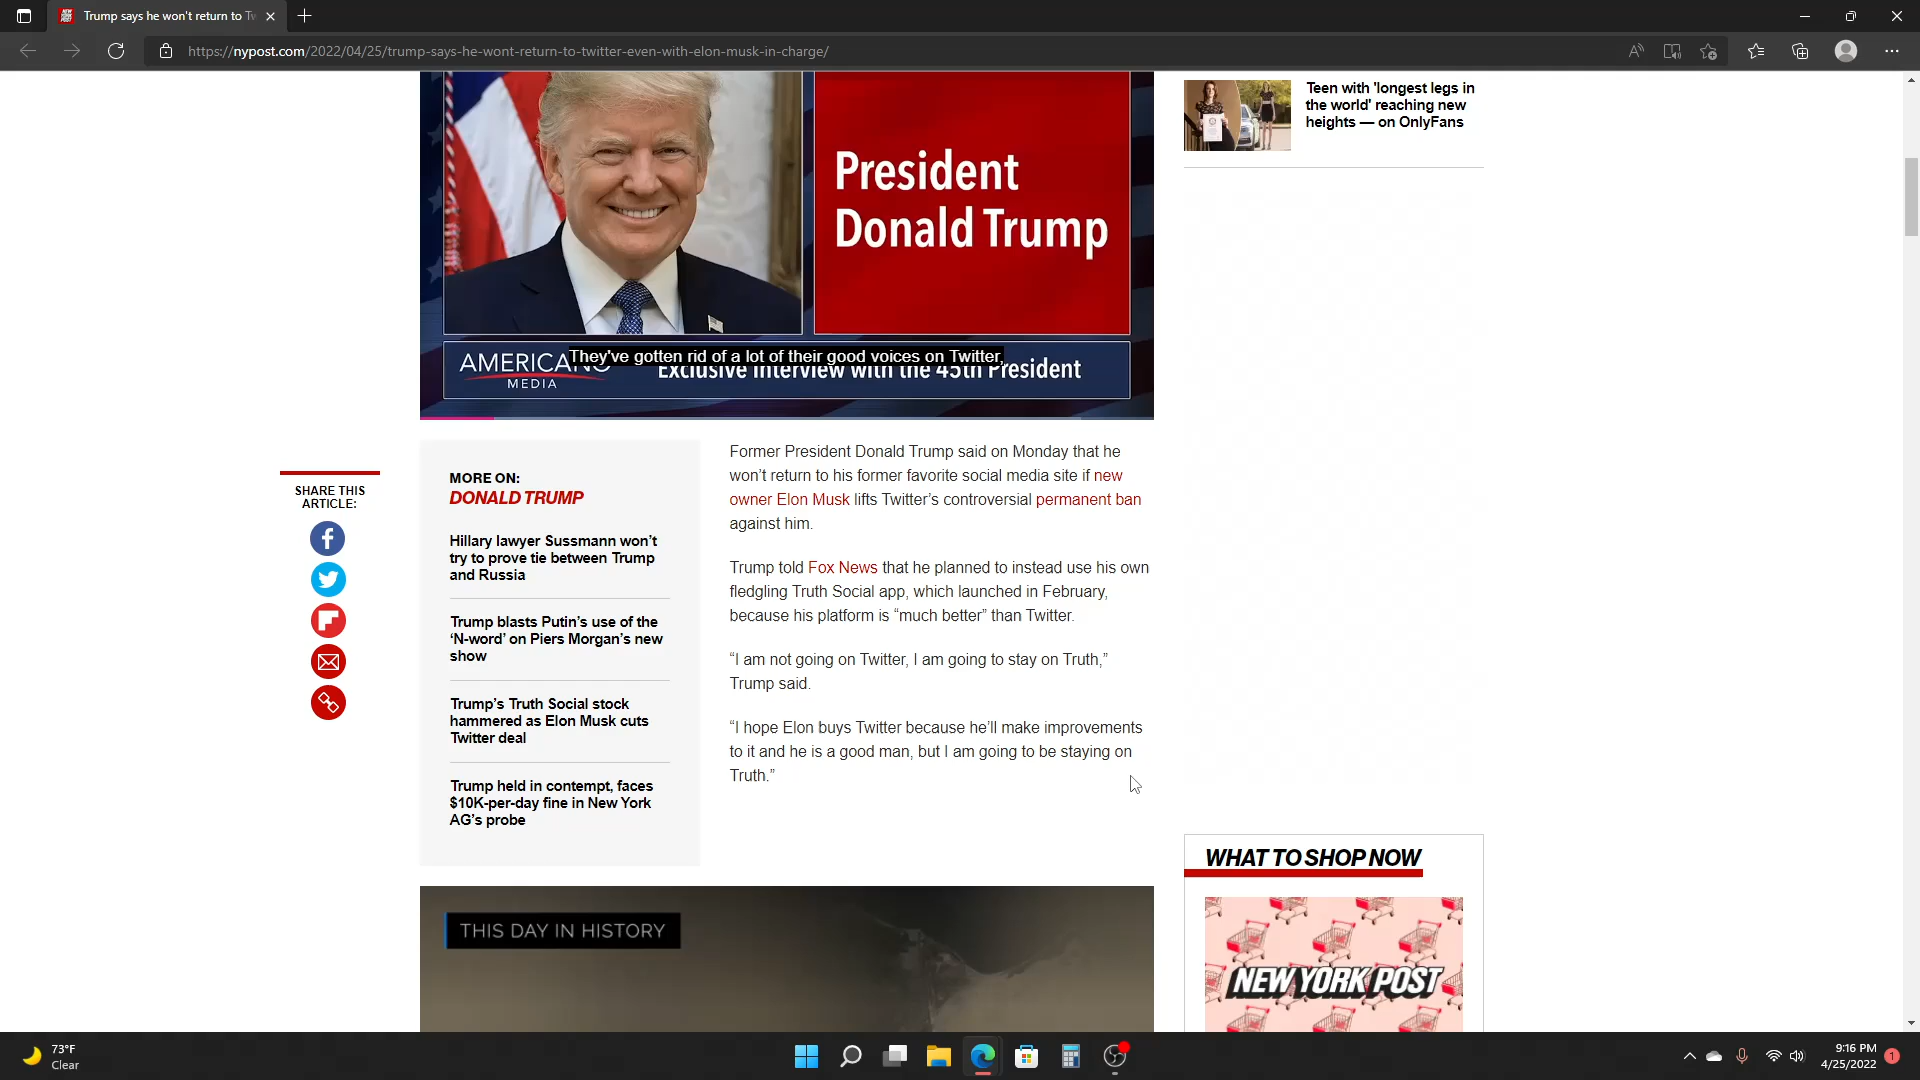 Trump says he won't return to Tw
https://nypost.com/2022/04/25/trump-says-he-wont-return-to-twitter-even-with-elon-musk-in-charge/
President
Donald Trump
They've gotten rid of a lot of their good voices on Twitter,
AMERICANO
MEDIA
Exclusive Interview with the 45th President
Teen with 'longest legs in
the world' reaching new
heights — on OnlyFans
SHARE THIS
ARTICLE:
MORE ON:
DONALD TRUMP
Hillary lawyer Sussmann won’t
try to prove tie between Trump
and Russia
Trump blasts Putin’s use of the
‘N-word’ on Piers Morgan’s new
show
Trump’s Truth Social stock
hammered as Elon Musk cuts
Twitter deal
Trump held in contempt, faces
$10K-per-day fine in New York
AG’s probe
Former President Donald Trump said on Monday that he
won’t return to his former favorite social media site if new
owner Elon Musk lifts Twitter’s controversial permanent ban
against him.
Trump told Fox News that he planned to instead use his own
fledgling Truth Social app, which launched in February,
because his platform is “much better” than Twitter.
“I am not going on Twitter, I am going to stay on Truth,”
Trump said.
“I hope Elon buys Twitter because he’ll make improvements
to it and he is a good man, but I am going to be staying on
Truth.”
THIS DAY IN HISTORY
WHAT TO SHOP NOW
NEW YORK POST
73°F
Clear
9:16 PM
4/25/2022
1